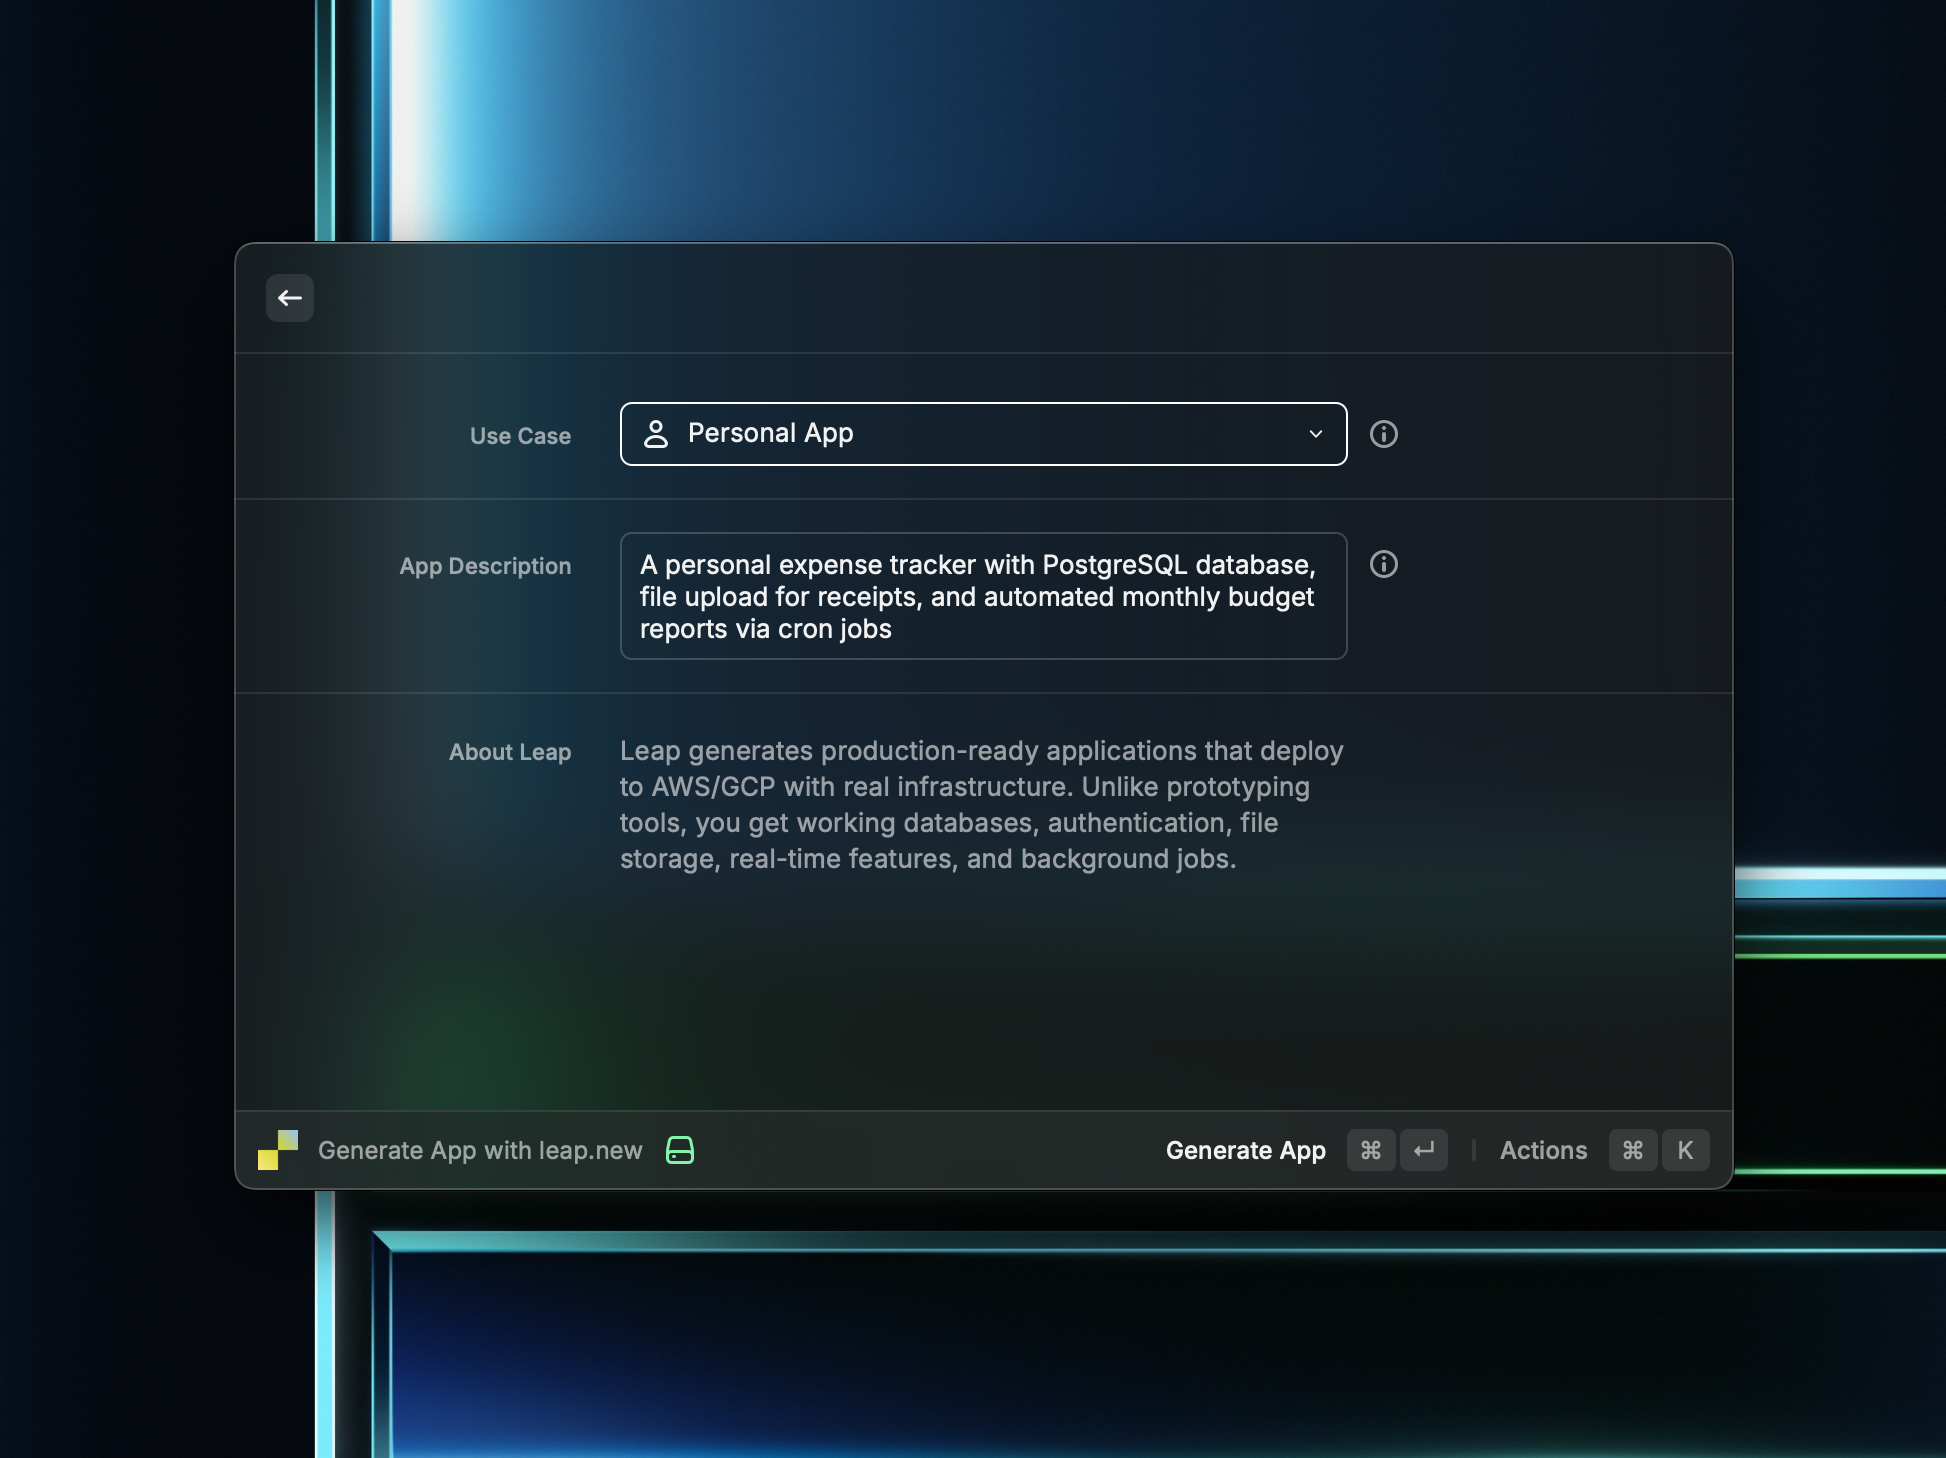 Use Case
Personal App
App Description
A personal expense tracker with PostgreSQL database,
file upload for receipts, and automated monthly budget
reports via cron jobs
About Leap
Leap generates production-ready applications that deploy
to AWS/GCP with real infrastructure. Unlike prototyping
tools, you get working databases, authentication, file
storage, real-time features, and background jobs.
Generate App with leap.new
Generate App ⌘ ↵ Actions ⌘ K